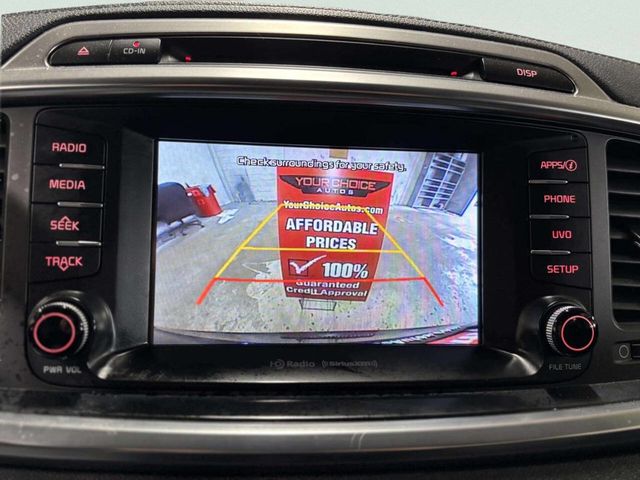 CD-IN
DISP
RADIO
MEDIA
SEEK
TRACK
PWR VOL
Check surroundings for your safety.
YOUR CHOICE
AUTOS
YourChoiceAutos.com
AFFORDABLE
PRICES
100%
Guaranteed
Credit Approval
HD Radio
SiriusXM
APPS/i
PHONE
UVO
SETUP
FILE TUNE